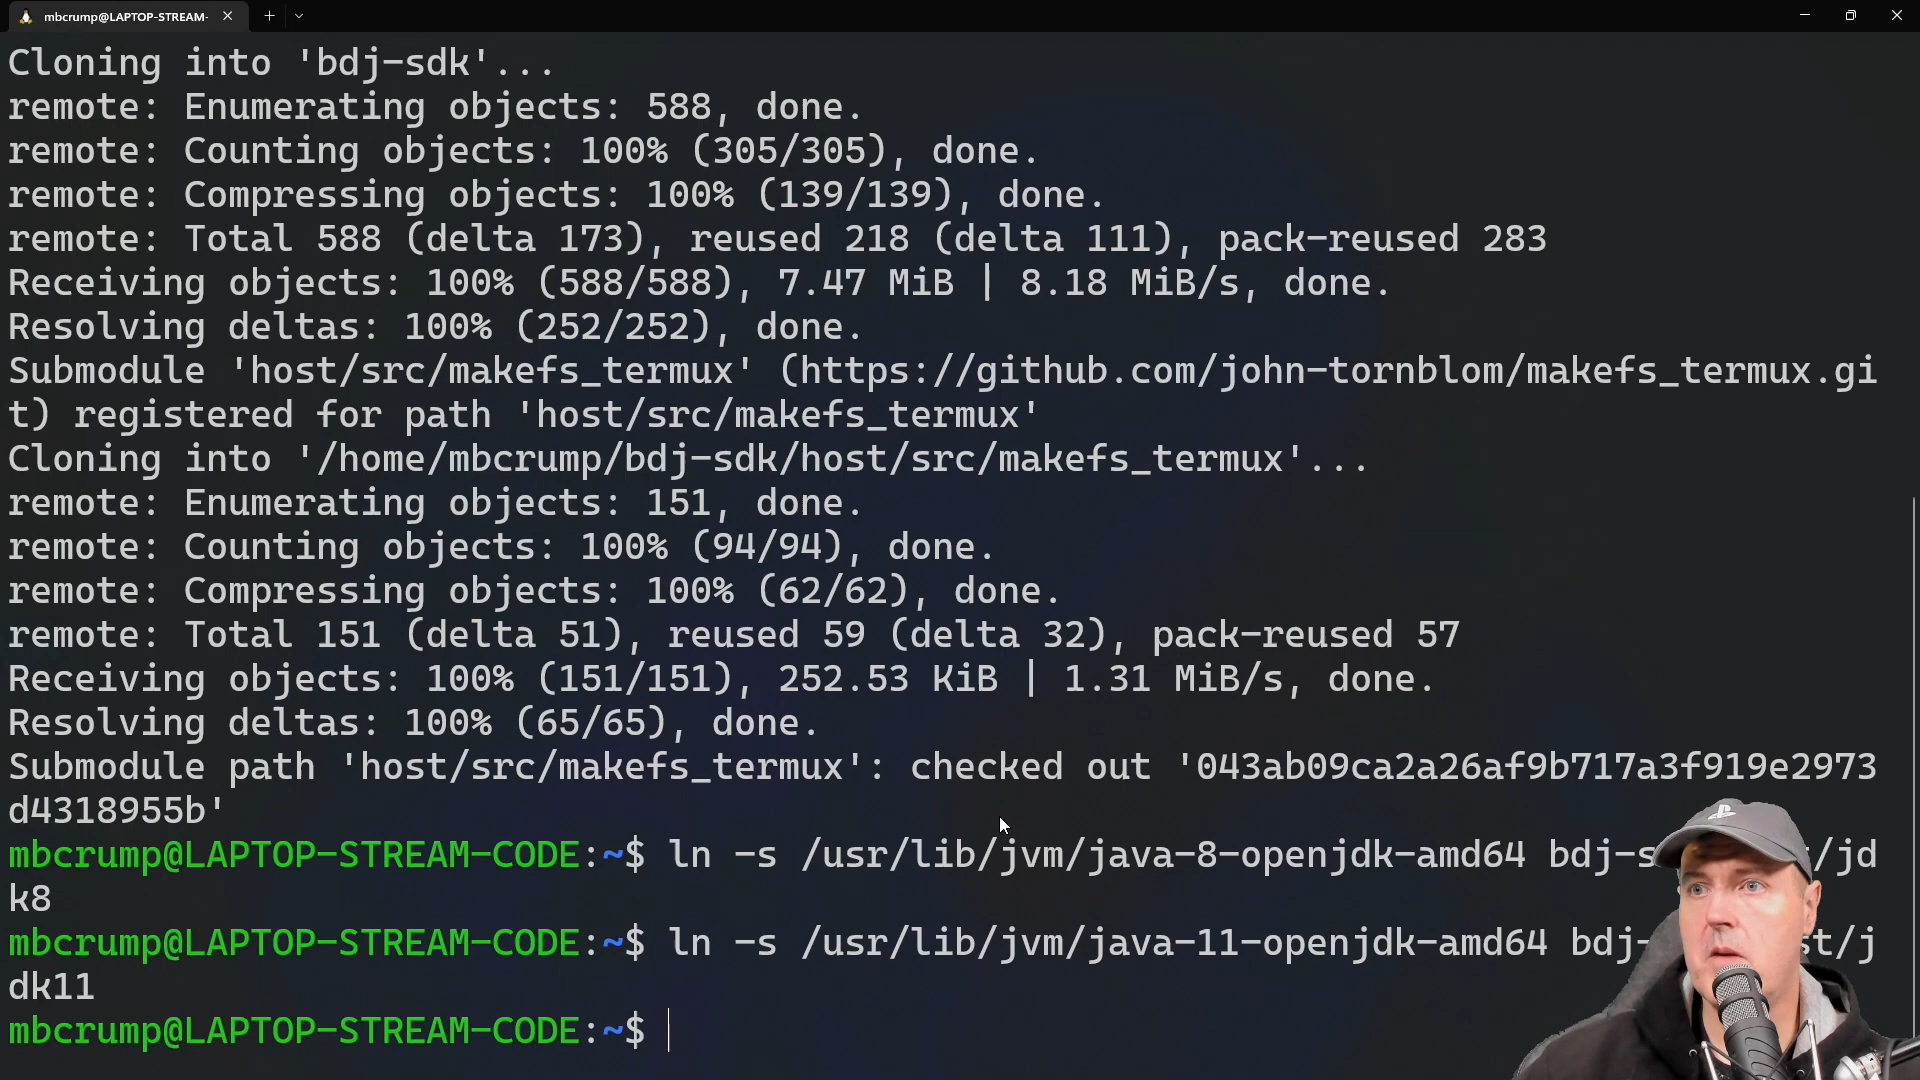 mbcrump@LAPTOP-STREAM-
Cloning into 'bdj-sdk'...
remote: Enumerating objects: 588, done.
remote: Counting objects: 100% (305/305), done.
remote: Compressing objects: 100% (139/139), done.
remote: Total 588 (delta 173), reused 218 (delta 111), pack-reused 283
Receiving objects: 100% (588/588), 7.47 MiB | 8.18 MiB/s, done.
Resolving deltas: 100% (252/252), done.
Submodule 'host/src/makefs_termux' (https://github.com/john-tornblom/makefs_termux.gi
t) registered for path 'host/src/makefs_termux'
Cloning into '/home/mbcrump/bdj-sdk/host/src/makefs_termux'...
remote: Enumerating objects: 151, done.
remote: Counting objects: 100% (94/94), done.
remote: Compressing objects: 100% (62/62), done.
remote: Total 151 (delta 51), reused 59 (delta 32), pack-reused 57
Receiving objects: 100% (151/151), 252.53 KiB | 1.31 MiB/s, done.
Resolving deltas: 100% (65/65), done.
Submodule path 'host/src/makefs_termux': checked out '043ab09ca2a26af9b717a3f919e2973
d4318955b'
mbcrump@LAPTOP-STREAM-CODE:~$ ln -s /usr/lib/jvm/java-8-openjdk-amd64 bdj-s /jd
k8
mbcrump@LAPTOP-STREAM-CODE:~$ ln -s /usr/lib/jvm/java-11-openjdk-amd64 bdj- st/j
dk11
mbcrump@LAPTOP-STREAM-CODE:~$